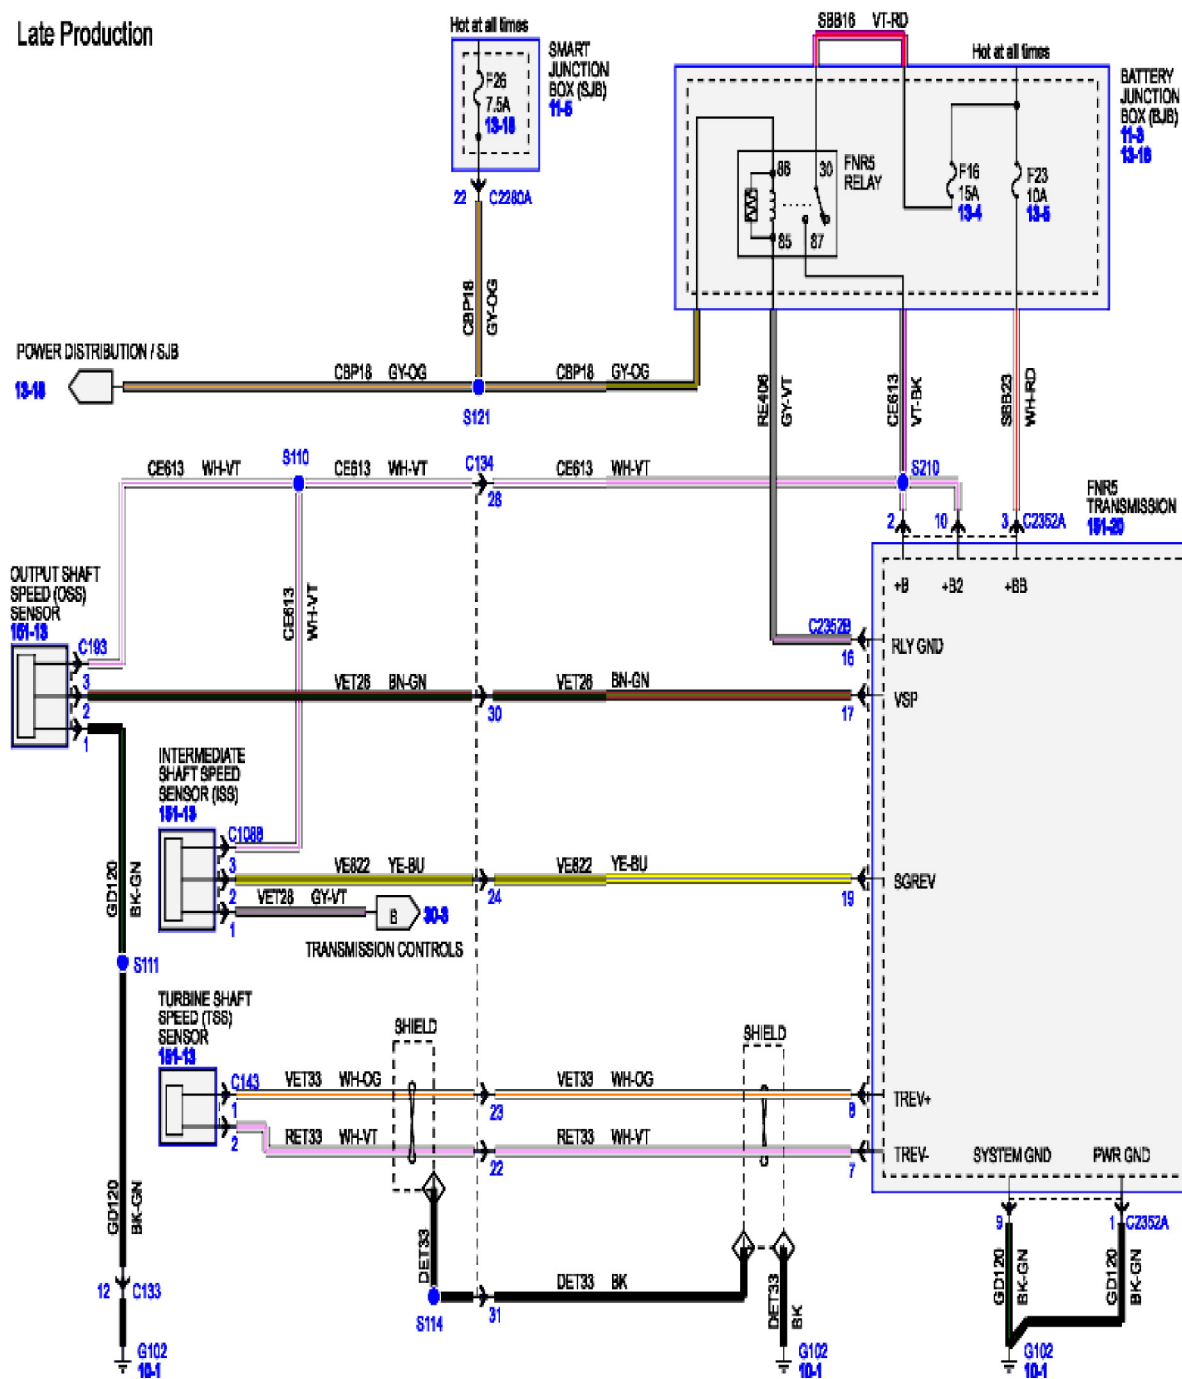 Late Production
Hot at all times
SBB16 VT-RD
Hot at all times
SMART
JUNCTION
BOX (SJB)
11-5
F26
7.5A
13-18
BATTERY
JUNCTION
BOX (BJB)
11-3
13-18
86
30
FNR5
RELAY
85
87
F16
15A
13-4
F23
10A
13-5
22
C2280A
CBP18
GY-OG
POWER DISTRIBUTION / SJB
13-18
CBP18 GY-OG
CBP18 GY-OG
S121
RE406
GY-VT
CE613
VT-BK
SBB23
WH-RD
CE613 WH-VT
S110
CE613 WH-VT
C134
28
CE613 WH-VT
S210
FNR5
TRANSMISSION
151-20
2
10
3
C2352A
+B
+B2
+BB
OUTPUT SHAFT
SPEED (OSS)
SENSOR
151-13
C193
CE613
WH-VT
C2352B
16
RLY GND
3
VET26 BN-GN
VET26 BN-GN
2
30
17
VSP
1
INTERMEDIATE
SHAFT SPEED
SENSOR (ISS)
151-13
C1088
3
VE822 YE-BU
VE822 YE-BU
2
24
19
SGREV
VET28 GY-VT
1
B
30-3
TRANSMISSION CONTROLS
GD120
BK-GN
S111
TURBINE SHAFT
SPEED (TSS)
SENSOR
151-13
SHIELD
SHIELD
C143
VET33 WH-OG
VET33 WH-OG
1
23
8
TREV+
RET33 WH-VT
RET33 WH-VT
2
22
7
TREV-
SYSTEM GND
PWR GND
GD120
BK-GN
DET33
9
1
C2352A
GD120
BK-GN
GD120
BK-GN
12
C133
DET33 BK
DET33
BK
S114
31
G102
10-1
G102
10-1
G102
10-1